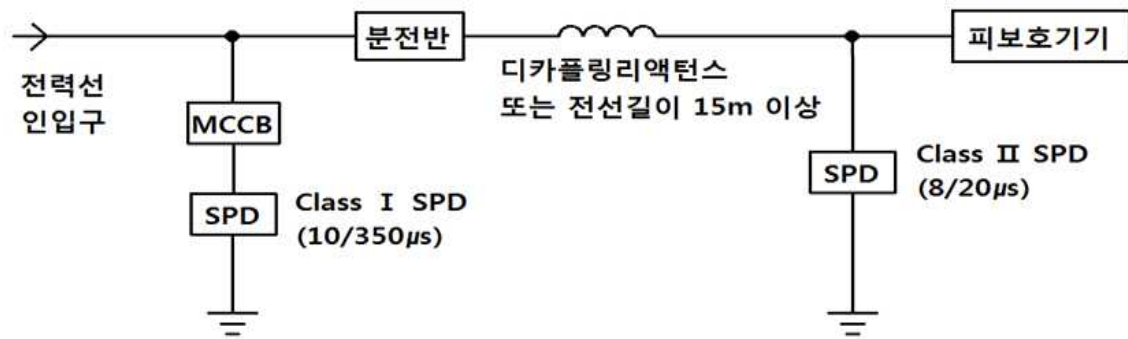 분전반
피보호기기
전력선
인입구
디카플링리액턴스
또는 전선길이 15m 이상
MCCB
SPD
Class Ⅰ SPD
(10/350μs)
SPD
Class Ⅱ SPD
(8/20μs)